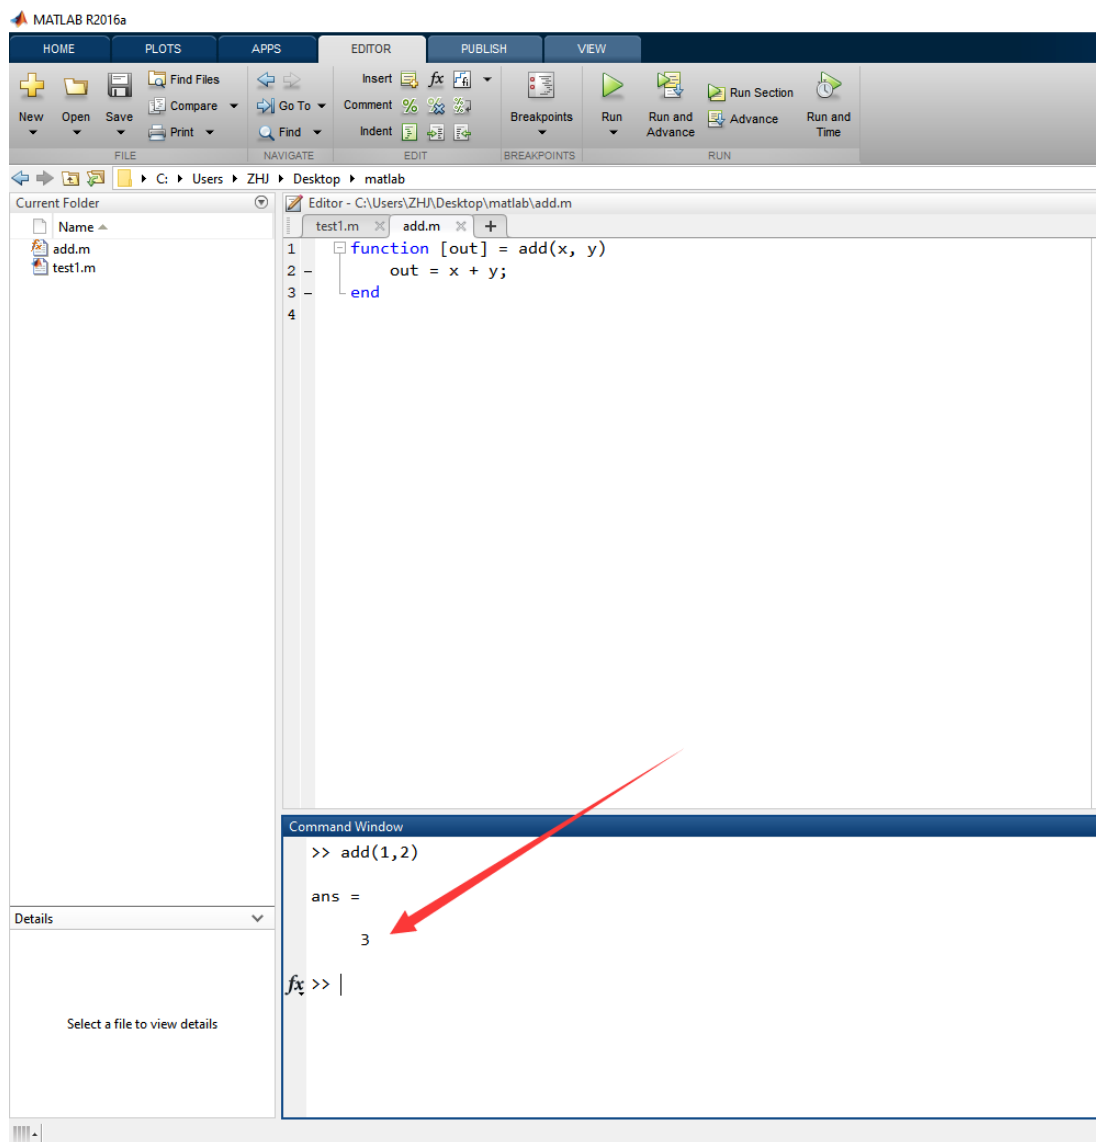 MATLAB R2016a
HOME PLOTS APPS EDITOR PUBLISH VIEW
Find Files Insert fx
New Open Save Compare Go To Comment Breakpoints Run Run and Advance Run Section Run and Time
Print Find Indent Advance
FILE NAVIGATE EDIT BREAKPOINTS RUN
C: Users ZHJ Desktop matlab
Current Folder
Name
add.m
test1.m
Editor - C:\Users\ZHJ\Desktop\matlab\add.m
test1.m add.m +
1 function [out] = add(x, y)
2 – out = x + y;
3 – end
4
Command Window
>> add(1,2)
ans =
3
fx >>
Details
Select a file to view details